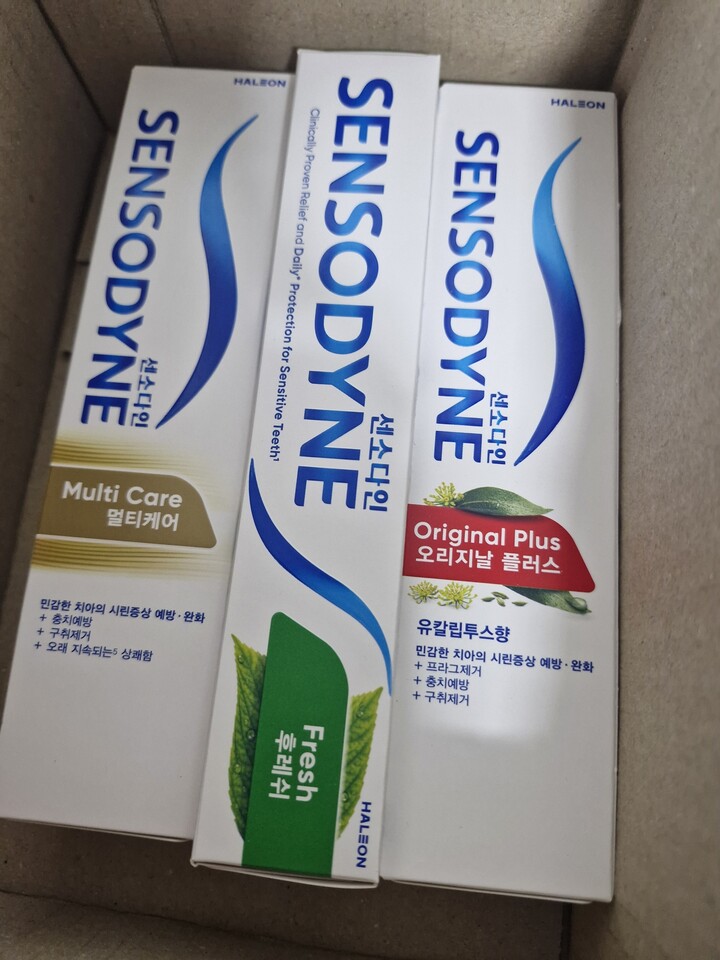 HALEON
SENSODYNE
센소다인
Multi Care
멀티케어
민감한 치아의 시린증상 예방·완화
+ 충치예방
+ 구취제거
+ 오래 지속되는⁵ 상쾌함
SENSODYNE
센소다인
Clinically Proven Relief and Daily* Protection for Sensitive Teeth¹
Fresh
후레쉬
HALEON
HALEON
SENSODYNE
센소다인
Original Plus
오리지날 플러스
유칼립투스향
민감한 치아의 시린증상 예방·완화
+ 프라그제거
+ 충치예방
+ 구취제거